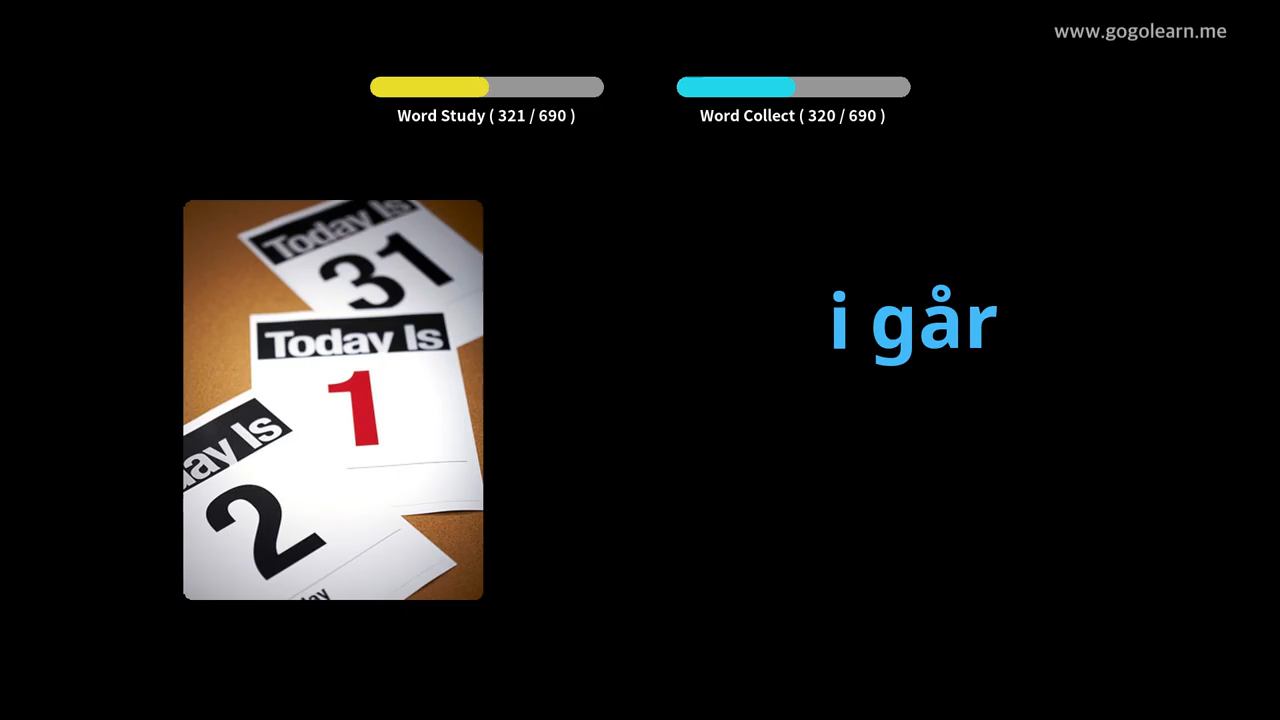 www.gogolearn.me
Word Study ( 321 / 690 )
Word Collect ( 320 / 690 )
Today Is
31
Today Is
1
ay Is
2
i går